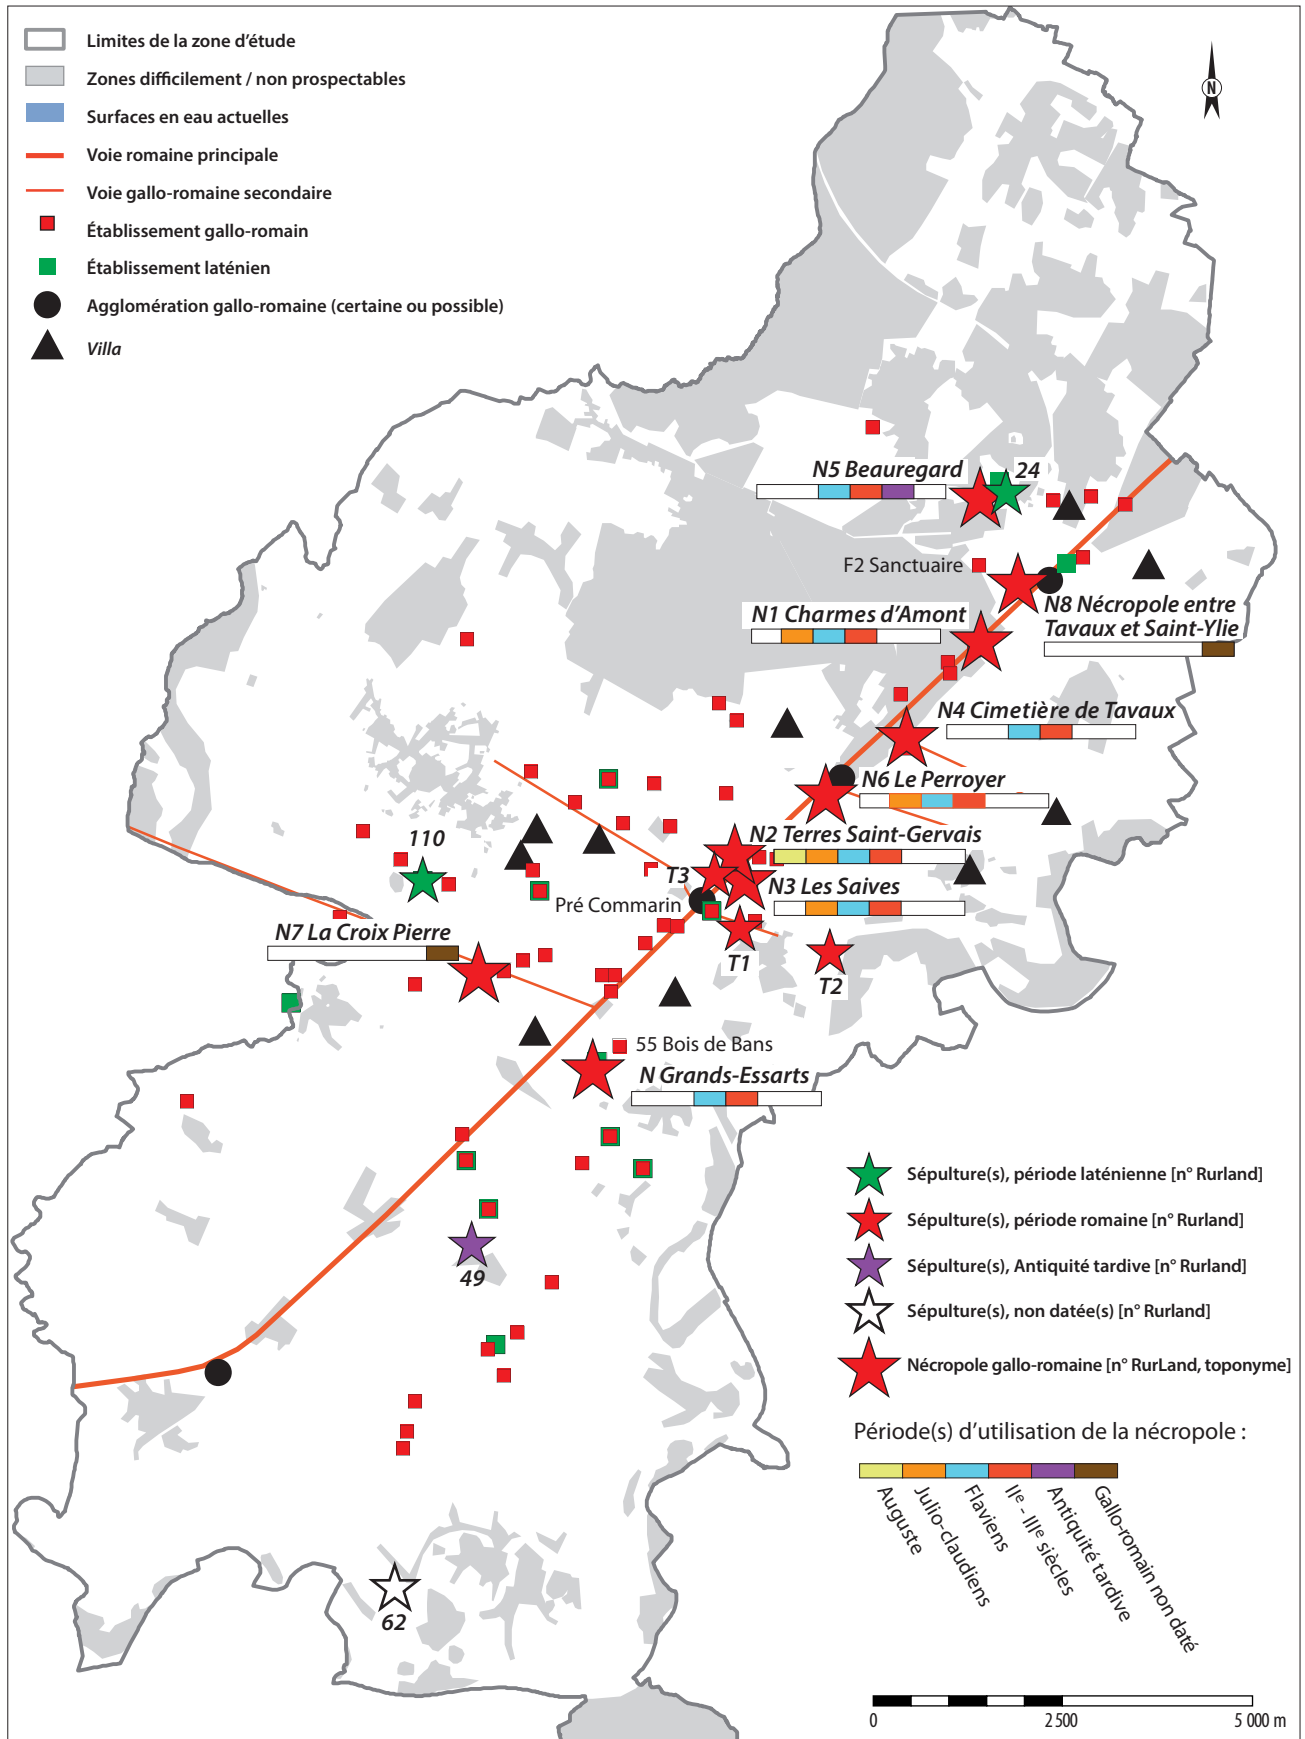 Limites de la zone d'étude
Zones difficilement / non prospectables
Surfaces en eau actuelles
Voie romaine principale
Voie gallo-romaine secondaire
Établissement gallo-romain
Établissement laténien
Agglomération gallo-romaine (certaine ou possible)
Villa
N
N5 Beauregard
24
F2 Sanctuaire
N8 Nécropole entre
Tavaux et Saint-Ylie
N1 Charmes d'Amont
N4 Cimetière de Tavaux
N6 Le Perroyer
110
N2 Terres Saint-Gervais
T3
N3 Les Saives
Pré Commarin
N7 La Croix Pierre
T1
T2
55 Bois de Bans
N Grands-Essarts
49
62
Sépulture(s), période laténienne [n° Rurland]
Sépulture(s), période romaine [n° Rurland]
Sépulture(s), Antiquité tardive [n° Rurland]
Sépulture(s), non datée(s) [n° Rurland]
Nécropole gallo-romaine [n° RurLand, toponyme]
Période(s) d'utilisation de la nécropole :
Auguste
Julio-claudiens
Flaviens
IIe - IIIe siècles
Antiquité tardive
Gallo-romain non daté
0 2 500 5 000 m